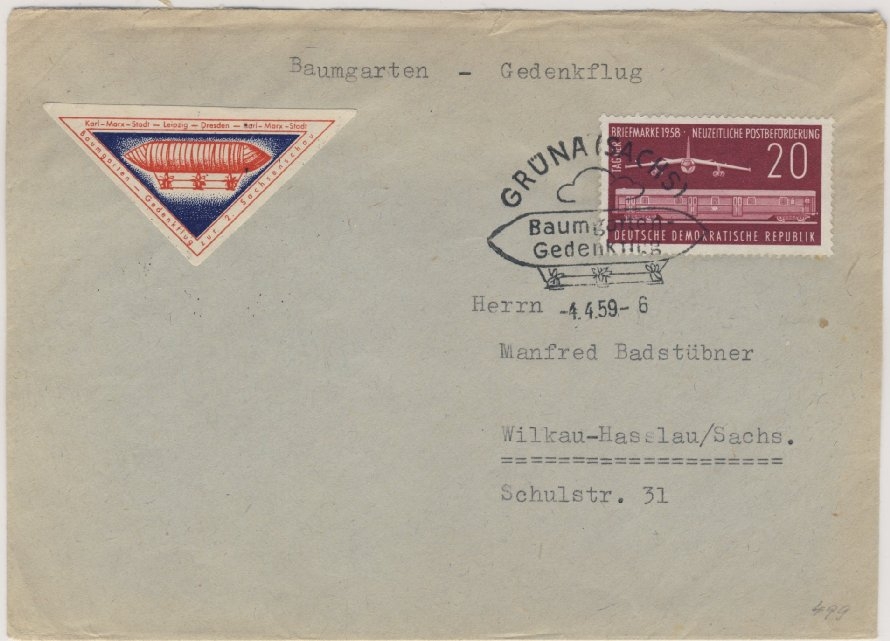 Baumgarten - Gedenkflug
Karl-Marx-Stadt - Leipzig - Dresden - Karl-Marx-Stadt
Baumgarten - Gedenkflug zur 2. Sachsenschau
TAG DER BRIEFMARKE 1958 · NEUZEITLICHE POSTBEFÖRDERUNG
20
DEUTSCHE DEMOKRATISCHE REPUBLIK
GRÜNA (SACHS)
Baumgarten-
Gedenkflug
-4.4.59-6
Herrn
Manfred Badstübner
Wilkau-Hasslau/Sachs.
Schulstr. 31
499